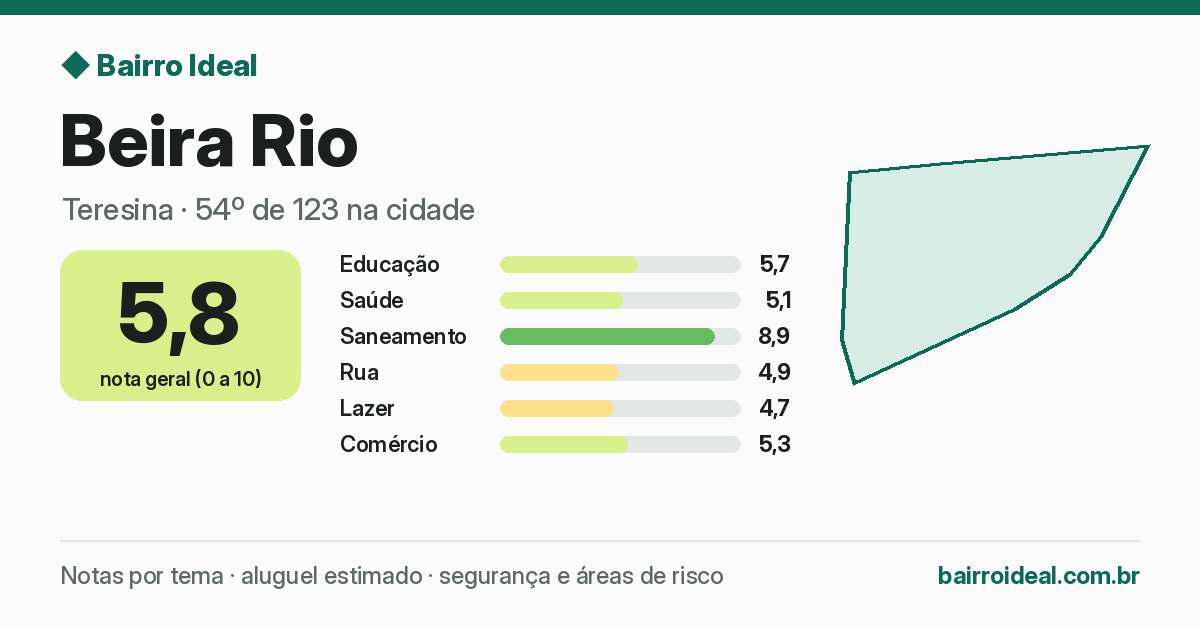 Bairro Ideal
Beira Rio
Teresina · 54º de 123 na cidade
5,8
nota geral (0 a 10)
Educação 5,7
Saúde 5,1
Saneamento 8,9
Rua 4,9
Lazer 4,7
Comércio 5,3
Notas por tema · aluguel estimado · segurança e áreas de risco
bairroideal.com.br